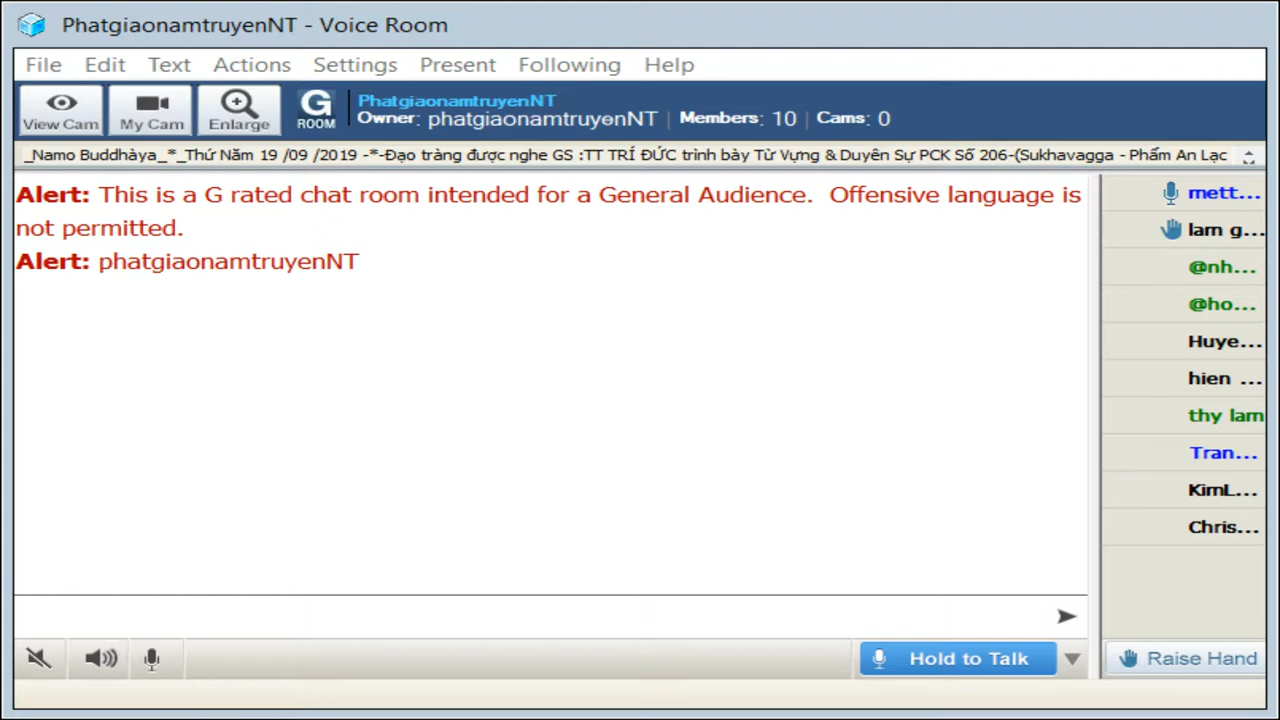 PhatgiaonamtruyenNT - Voice Room
File Edit Text Actions Settings Present Following Help
View Cam My Cam Enlarge G ROOM
PhatgiaonamtruyenNT
Owner: phatgiaonamtruyenNT | Members: 10 | Cams: 0
_Namo Buddhàya_*_Thứ Năm 19 /09 /2019 -*-Đạo tràng được nghe GS :TT TRÍ ĐỨC trình bày Từ Vựng & Duyên Sự PCK Số 206-(Sukhavagga - Phẩm An Lạc
Alert: This is a G rated chat room intended for a General Audience. Offensive language is
not permitted.
Alert: phatgiaonamtruyenNT
mett...
lam g...
@nh...
@ho...
Huye...
hien ...
thy lam
Tran...
KimL...
Chris...
Hold to Talk
Raise Hand